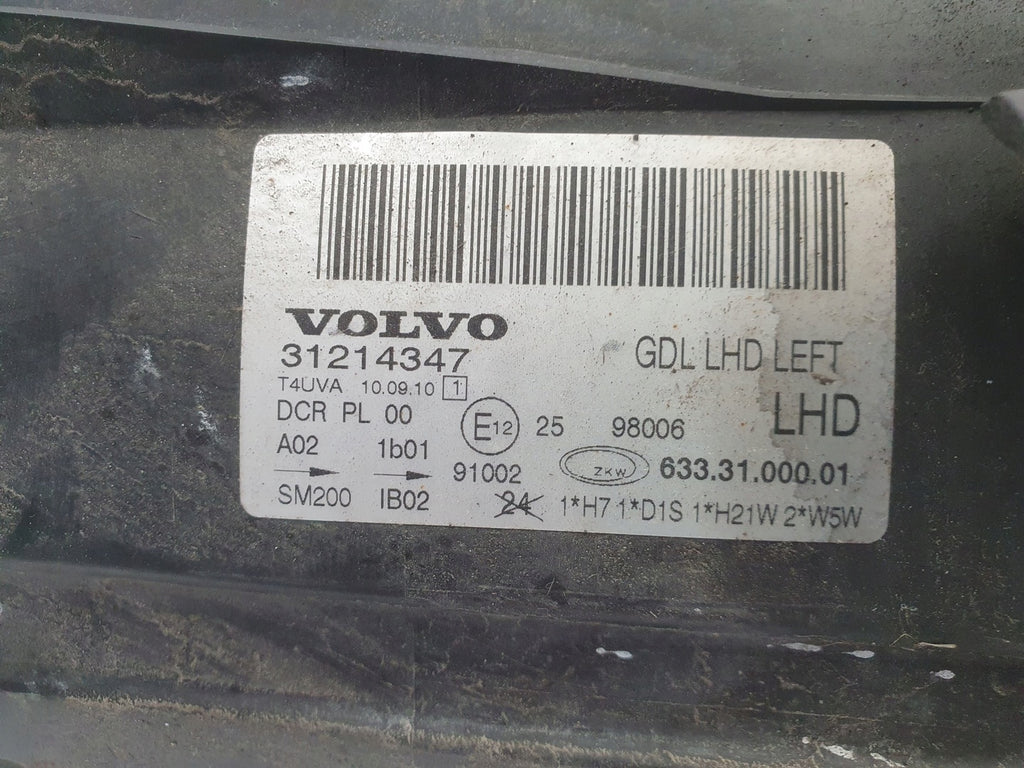 VOLVO
31214347
GDL LHD LEFT
T4UVA 10.09.10 1
DCR PL 00
E12 25 98006
LHD
A02 1b01
91002 ZKW 633.31.000.01
SM200 IB02 24 1*H7 1*D1S 1*H21W 2*W5W